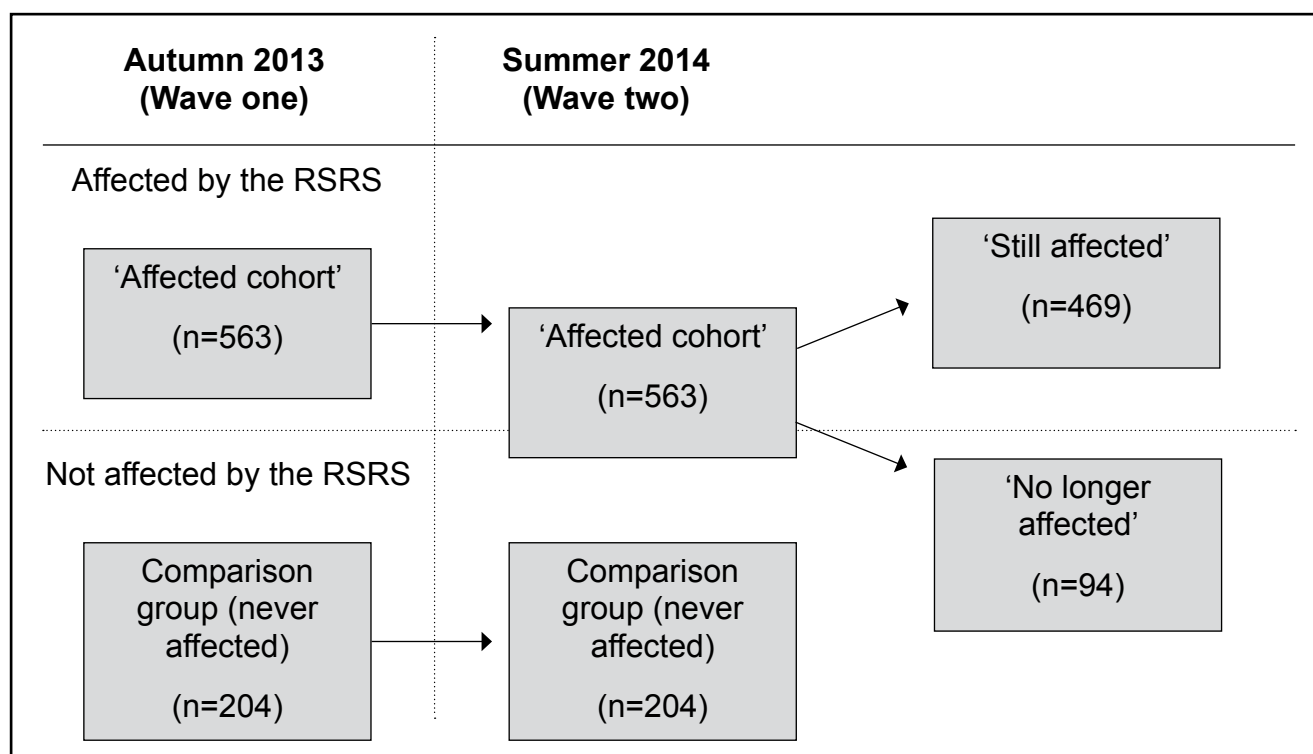 Autumn 2013
(Wave one)
Summer 2014
(Wave two)
Affected by the RSRS
‘Affected cohort’
(n=563)
‘Affected cohort’
(n=563)
‘Still affected’
(n=469)
Not affected by the RSRS
‘No longer
affected’
(n=94)
Comparison
group (never
affected)
(n=204)
Comparison
group (never
affected)
(n=204)